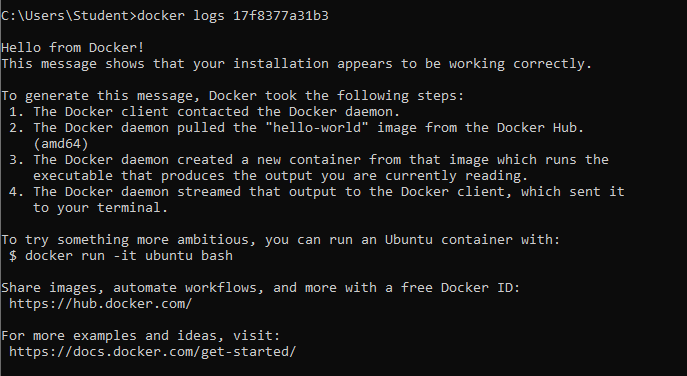 C:\Users\Student>docker logs 17f8377a31b3
Hello from Docker!
This message shows that your installation appears to be working correctly.
To generate this message, Docker took the following steps:
 1. The Docker client contacted the Docker daemon.
 2. The Docker daemon pulled the "hello-world" image from the Docker Hub.
    (amd64)
 3. The Docker daemon created a new container from that image which runs the
    executable that produces the output you are currently reading.
 4. The Docker daemon streamed that output to the Docker client, which sent it
    to your terminal.
To try something more ambitious, you can run an Ubuntu container with:
 $ docker run -it ubuntu bash
Share images, automate workflows, and more with a free Docker ID:
 https://hub.docker.com/
For more examples and ideas, visit:
 https://docs.docker.com/get-started/